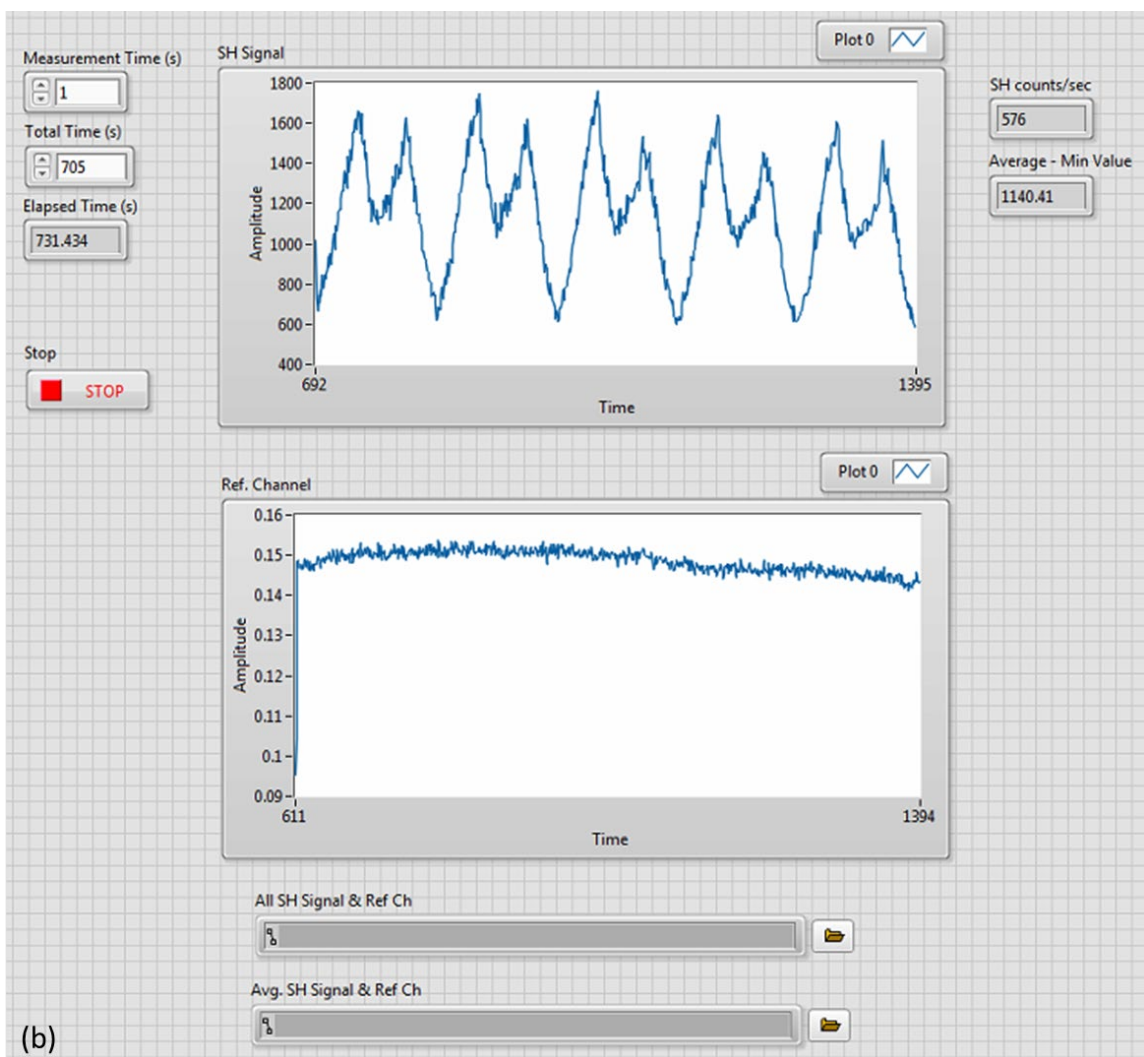 Plot 0
Measurement Time (s)
SH Signal
1
Total Time (s)
705
Elapsed Time (s)
731.434
Stop
STOP
1800
1600
1400
1200
1000
800
600
400
Amplitude
692
1395
Time
SH counts/sec
576
Average - Min Value
1140.41
Plot 0
Ref. Channel
0.16
0.15
0.14
0.13
0.12
0.11
0.1
0.09
Amplitude
611
1394
Time
All SH Signal & Ref Ch
Avg. SH Signal & Ref Ch
(b)